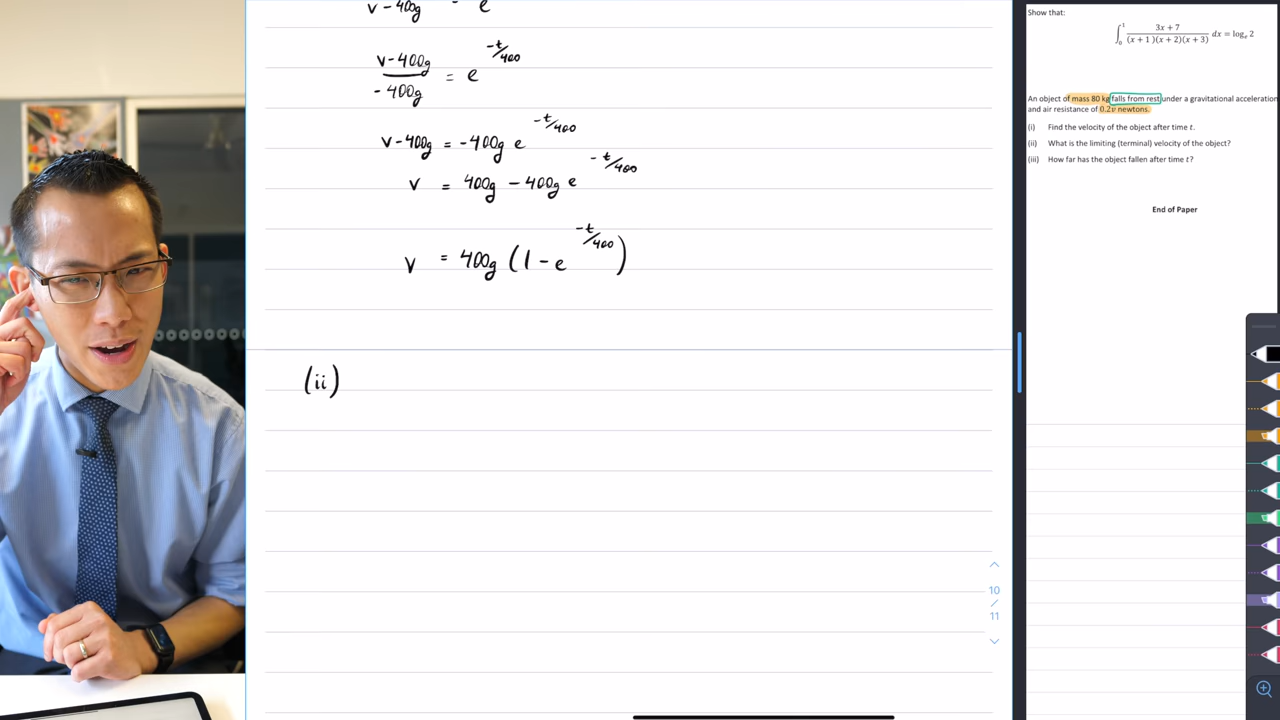 v - 400g = e
v - 400g / - 400g = e^-t/400
v - 400g = - 400g e^-t/400
v = 400g - 400g e^-t/400
v = 400g (1 - e^-t/400)
(ii)
10
/
11
Show that:
∫₀¹ 3x + 7 / (x + 1)(x + 2)(x + 3) dx = logₑ 2
An object of mass 80 kg falls from rest under a gravitational acceleration
and air resistance of 0.2v newtons.
(i) Find the velocity of the object after time t.
(ii) What is the limiting (terminal) velocity of the object?
(iii) How far has the object fallen after time t?
End of Paper